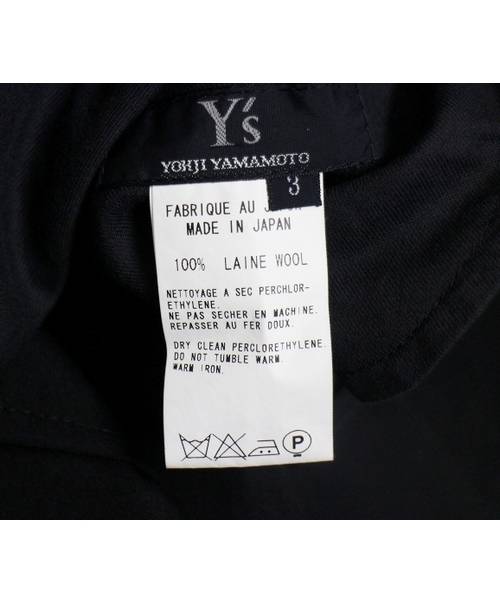 Y's
YOHJI YAMAMOTO
3
FABRIQUE AU
MADE IN JAPAN
100% LAINE WOOL
NETTOYAGE A SEC PERCHLOR-
ETHYLENE.
NE PAS SECHER EN MACHINE.
REPASSER AU FER DOUX.
DRY CLEAN PERCLORETHYLENE.
DO NOT TUMBLE WARM.
WARM IRON.
P